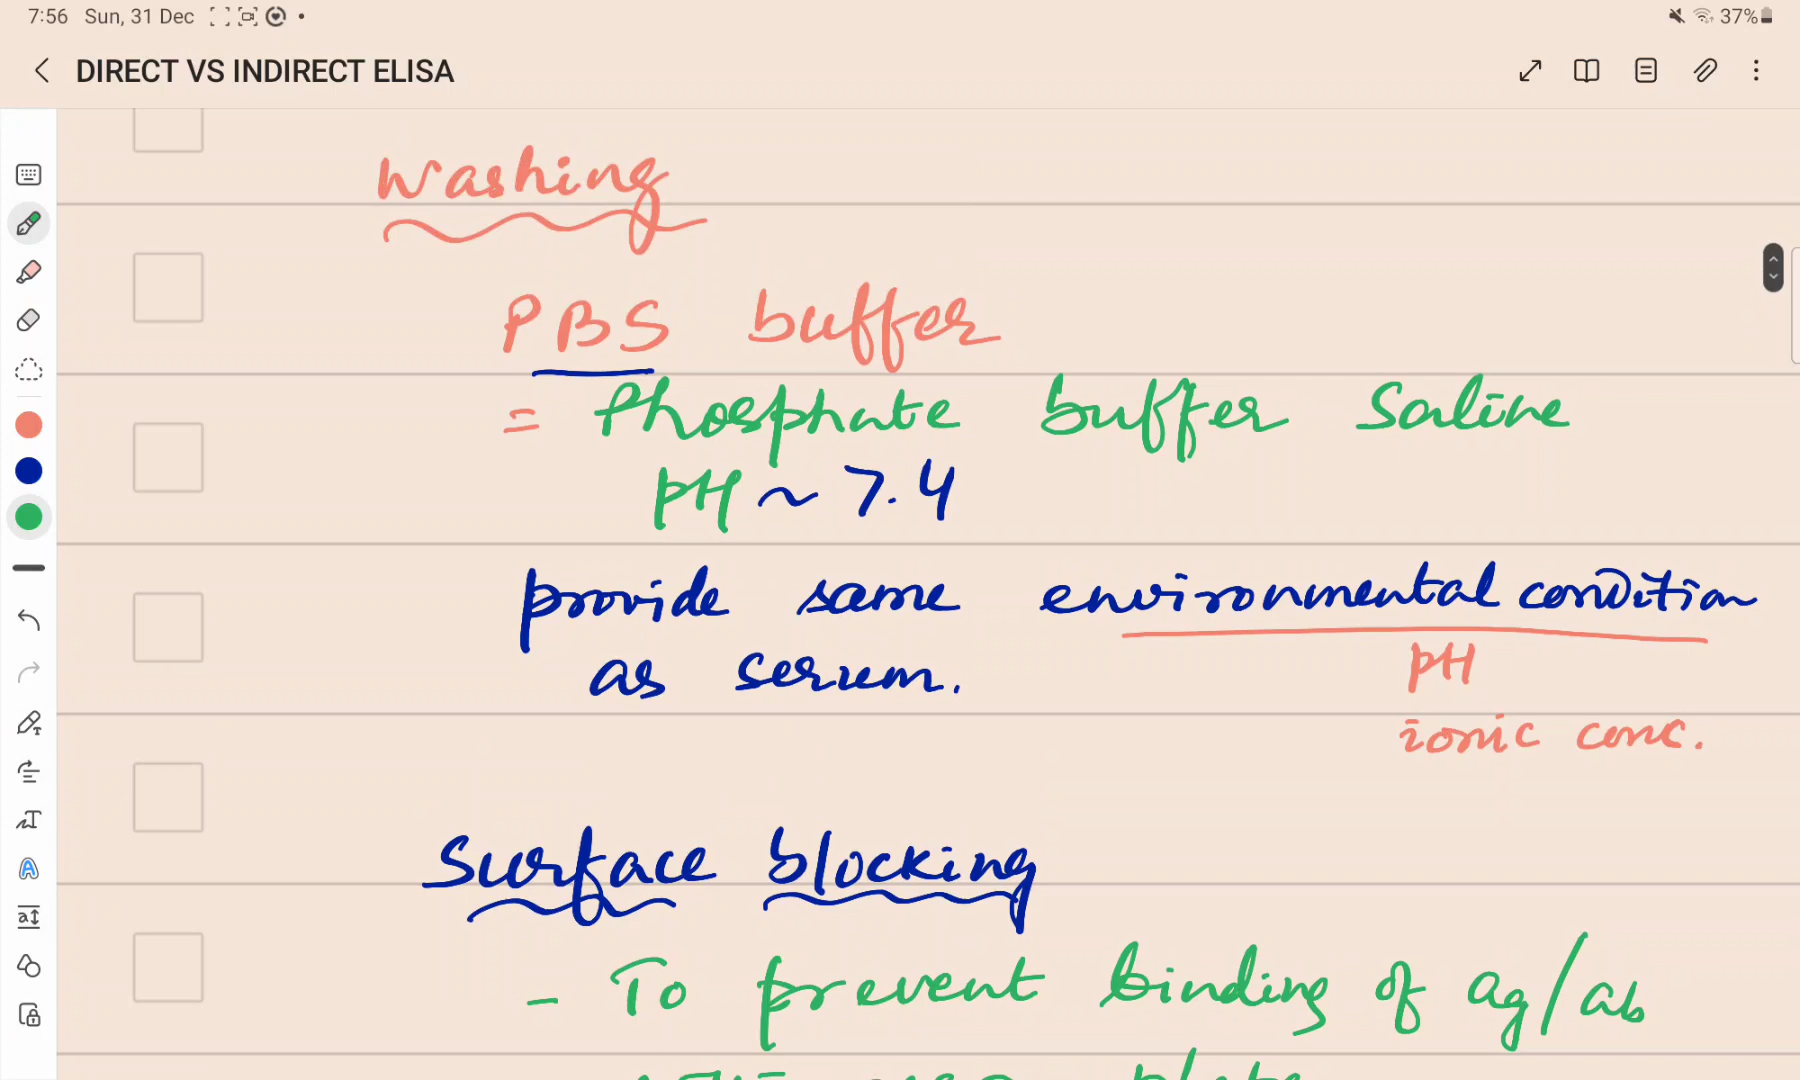 7:56 Sun, 31 Dec
37%
DIRECT VS INDIRECT ELISA
Washing
PBS buffer
= Phosphate buffer Saline
pH ~ 7.4
provide same environmental condition
as serum.
pH
ionic conc.
Surface blocking
- To prevent binding of ag/ab
plate